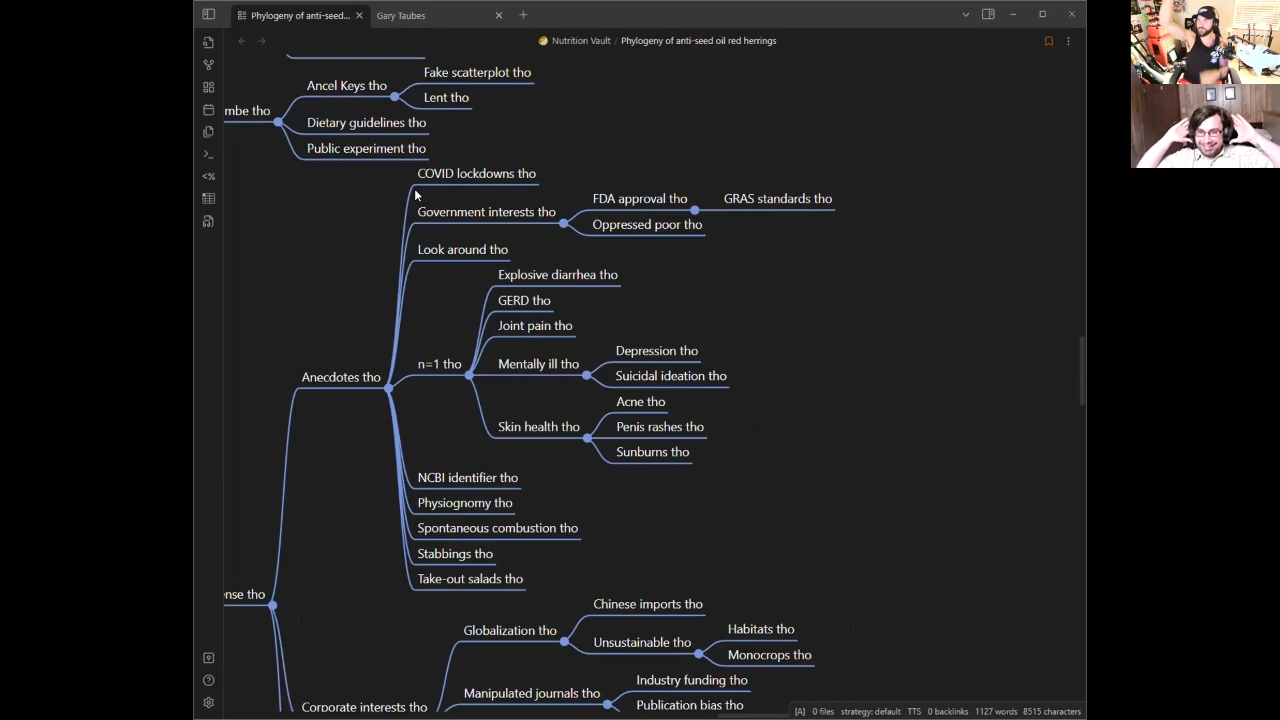 Phylogeny of anti-seed...
Gary Taubes
Nutrition Vault / Phylogeny of anti-seed oil red herrings
Fake scatterplot tho
Ancel Keys tho
Lent tho
mbe tho
Dietary guidelines tho
Public experiment tho
COVID lockdowns tho
Government interests tho
FDA approval tho
GRAS standards tho
Oppressed poor tho
Look around tho
Explosive diarrhea tho
GERD tho
Joint pain tho
n=1 tho
Mentally ill tho
Depression tho
Suicidal ideation tho
Anecdotes tho
Acne tho
Skin health tho
Penis rashes tho
Sunburns tho
NCBI identifier tho
Physiognomy tho
Spontaneous combustion tho
Stabbings tho
Take-out salads tho
ense tho
Chinese imports tho
Globalization tho
Unsustainable tho
Habitats tho
Monocrops tho
Industry funding tho
Manipulated journals tho
Publication bias tho
Corporate interests tho
[A] 0 files strategy: default TTS 0 backlinks 1127 words 8515 characters